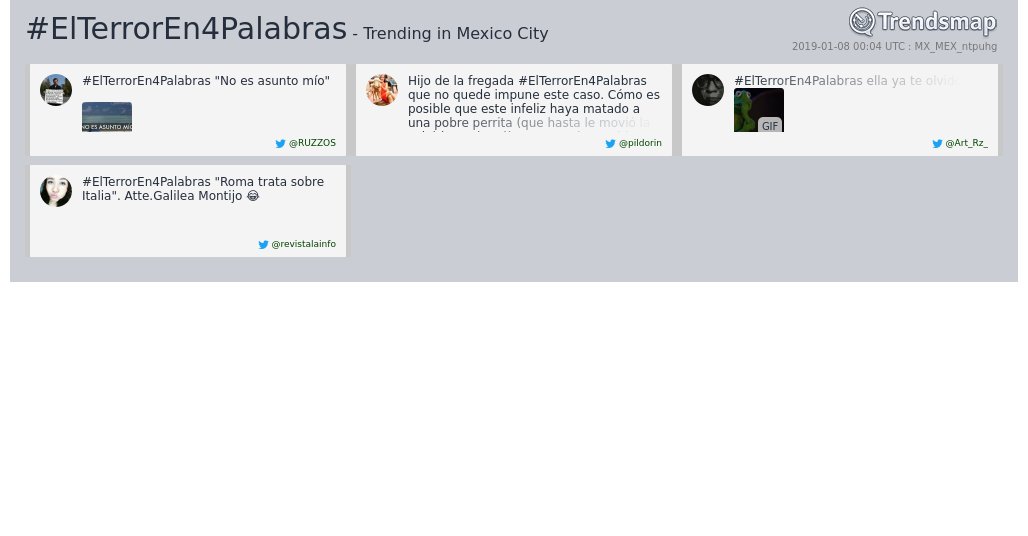 #ElTerrorEn4Palabras - Trending in Mexico City
Trendsmap
2019-01-08 00:04 UTC : MX_MEX_ntpuhg
#ElTerrorEn4Palabras "No es asunto mío"
NO ES ASUNTO MÍO
@RUZZOS
Hijo de la fregada #ElTerrorEn4Palabras
que no quede impune este caso. Cómo es
posible que este infeliz haya matado a
una pobre perrita (que hasta le movió la
@pildorin
#ElTerrorEn4Palabras ella ya te olvidó
GIF
@Art_Rz_
#ElTerrorEn4Palabras "Roma trata sobre
Italia". Atte.Galilea Montijo 😂
@revistalainfo